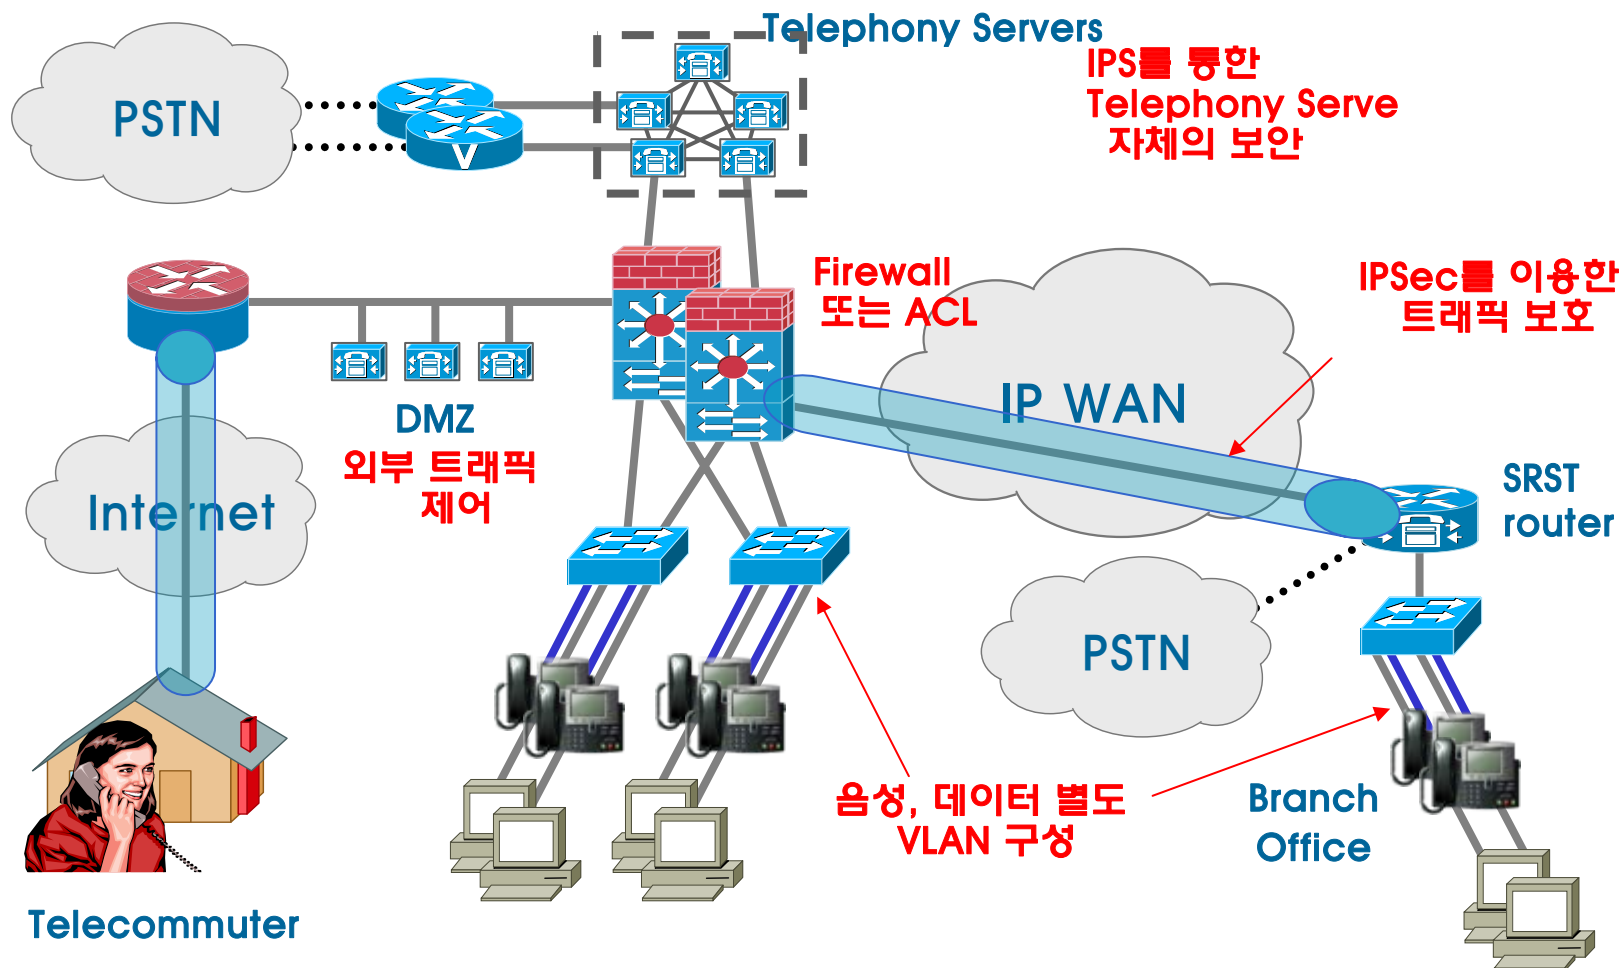 Telephony Servers
IPS를 통한
Telephony Serve
자체의 보안
PSTN
V
Firewall
또는 ACL
IPSec를 이용한
트래픽 보호
IP WAN
DMZ
외부 트래픽
제어
Internet
SRST
router
PSTN
음성, 데이터 별도
VLAN 구성
Branch
Office
Telecommuter